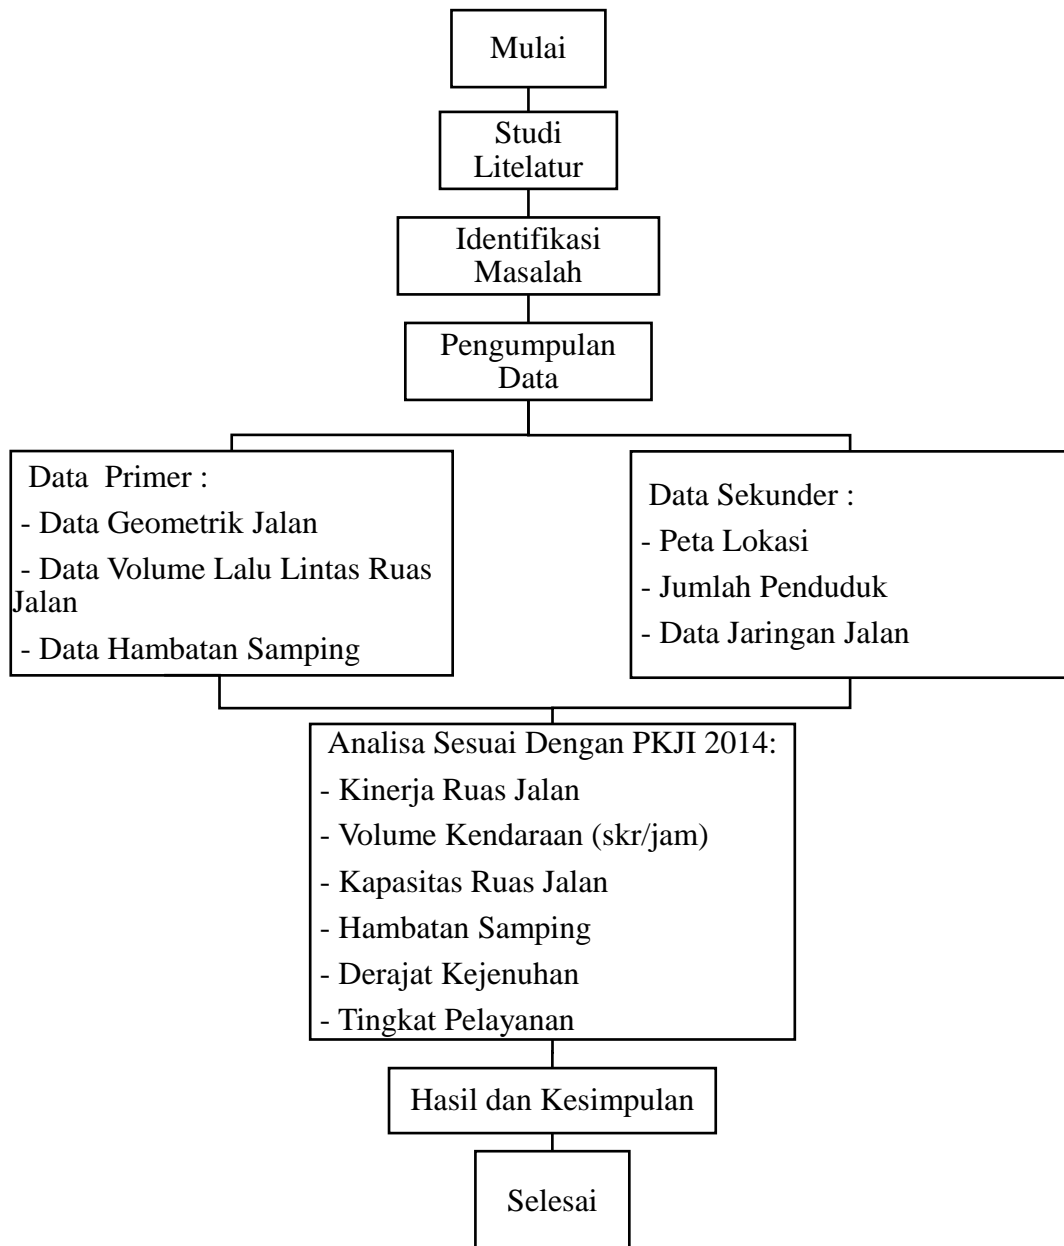 Mulai
Studi
Litelatur
Identifikasi
Masalah
Pengumpulan
Data
Data  Primer :
- Data Geometrik Jalan
- Data Volume Lalu Lintas Ruas
Jalan
- Data Hambatan Samping
Data Sekunder :
- Peta Lokasi
- Jumlah Penduduk
- Data Jaringan Jalan
Analisa Sesuai Dengan PKJI 2014:
- Kinerja Ruas Jalan
- Volume Kendaraan (skr/jam)
- Kapasitas Ruas Jalan
- Hambatan Samping
- Derajat Kejenuhan
- Tingkat Pelayanan
Hasil dan Kesimpulan
Selesai